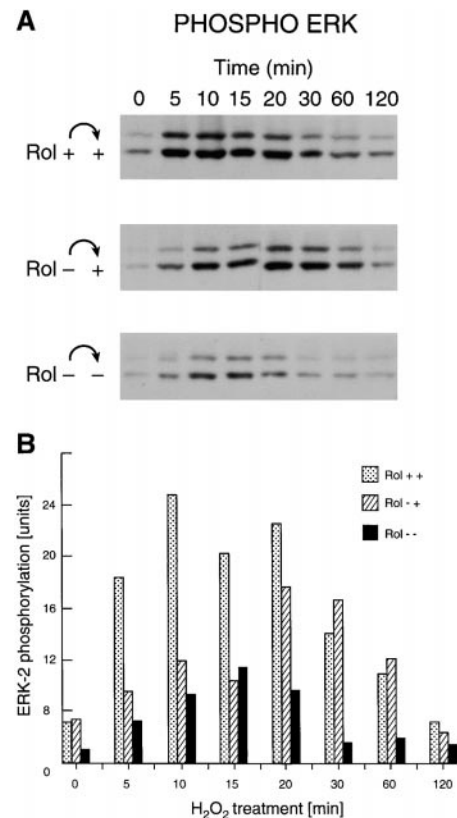 A PHOSPHO ERK
Time (min)
0 5 10 15 20 30 60 120
Rol + +
Rol – +
Rol – –
B
ERK-2 phosphorylation [units]
24
20
16
12
8
0
Rol + +
Rol - +
Rol - -
0 5 10 15 20 30 60 120
H₂O₂ treatment [min]